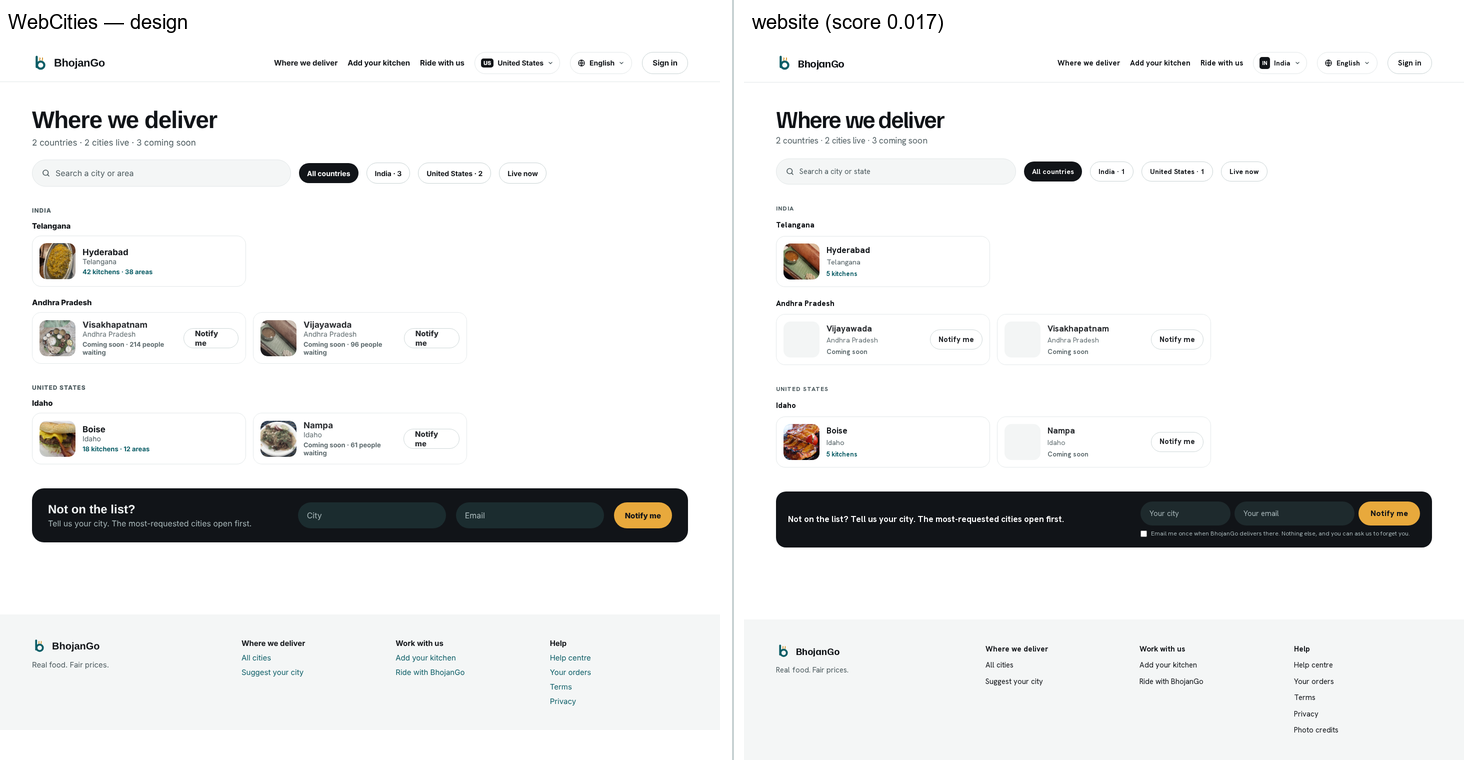 WebCities — design
BhojanGo
Where we deliver
Add your kitchen
Ride with us
US United States
English
Sign in
Where we deliver
2 countries · 2 cities live · 3 coming soon
Search a city or area
All countries
India · 3
United States · 2
Live now
INDIA
Telangana
Hyderabad
Telangana
42 kitchens · 38 areas
Andhra Pradesh
Visakhapatnam
Andhra Pradesh
Coming soon · 214 people
waiting
Notify
me
Vijayawada
Andhra Pradesh
Coming soon · 96 people
waiting
Notify
me
UNITED STATES
Idaho
Boise
Idaho
18 kitchens · 12 areas
Nampa
Idaho
Coming soon · 61 people
waiting
Notify
me
Not on the list?
Tell us your city. The most-requested cities open first.
City
Email
Notify me
BhojanGo
Real food. Fair prices.
Where we deliver
All cities
Suggest your city
Work with us
Add your kitchen
Ride with BhojanGo
Help
Help centre
Your orders
Terms
Privacy
website (score 0.017)
BhojanGo
Where we deliver
Add your kitchen
Ride with us
IN India
English
Sign in
Where we deliver
2 countries · 2 cities live · 3 coming soon
Search a city or state
All countries
India · 1
United States · 1
Live now
INDIA
Telangana
Hyderabad
Telangana
5 kitchens
Andhra Pradesh
Vijayawada
Andhra Pradesh
Coming soon
Notify me
Visakhapatnam
Andhra Pradesh
Coming soon
Notify me
UNITED STATES
Idaho
Boise
Idaho
5 kitchens
Nampa
Idaho
Coming soon
Notify me
Not on the list? Tell us your city. The most-requested cities open first.
Your city
Your email
Notify me
Email me once when BhojanGo delivers there. Nothing else, and you can ask us to forget you.
BhojanGo
Real food. Fair prices.
Where we deliver
All cities
Suggest your city
Work with us
Add your kitchen
Ride with BhojanGo
Help
Help centre
Your orders
Terms
Privacy
Photo credits